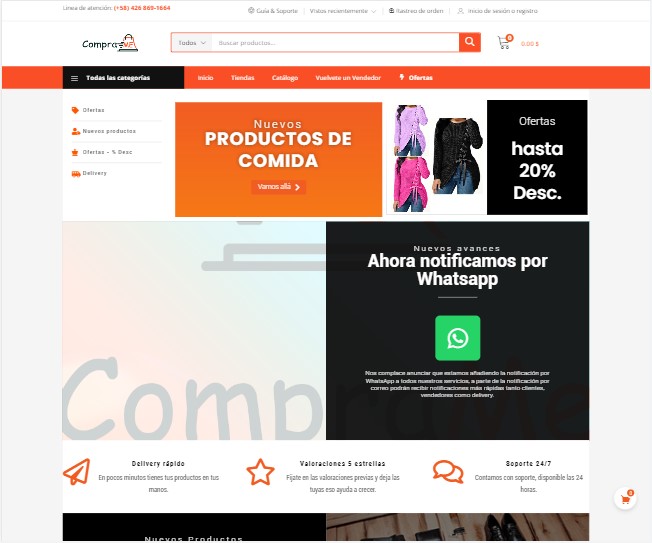 Línea de atención: (+58) 426 869-1664
Guía & Soporte
Vistos recientemente
Rastreo de orden
Inicio de sesión o registro
CompraME
Todos
Buscar productos...
0
0.00 $
Todas las categorías
Inicio
Tiendas
Catálogo
Vuelvete un Vendedor
Ofertas
Ofertas
Nuevos productos
Ofertas - % Desc
Delivery
Nuevos
PRODUCTOS DE
COMIDA
Vamos allá
Ofertas
hasta
20%
Desc.
Compra Me
Nuevos avances
Ahora notificamos por
Whatsapp
Nos complace anunciar que estamos añadiendo la notificación por
WhatsApp a todos nuestros servicios, a parte de la notificación por
correo podrán recibir notificaciones más rápidas tanto clientes,
vendedores como delivery.
Delivery rápido
En pocos minutos tienes tus productos en tus
manos.
Valoraciones 5 estrellas
Fíjate en las valoraciones previas y deja las
tuyas eso ayuda a crecer.
Soporte 24/7
Contamos con soporte, disponible las 24
horas.
0
Nuevos Productos